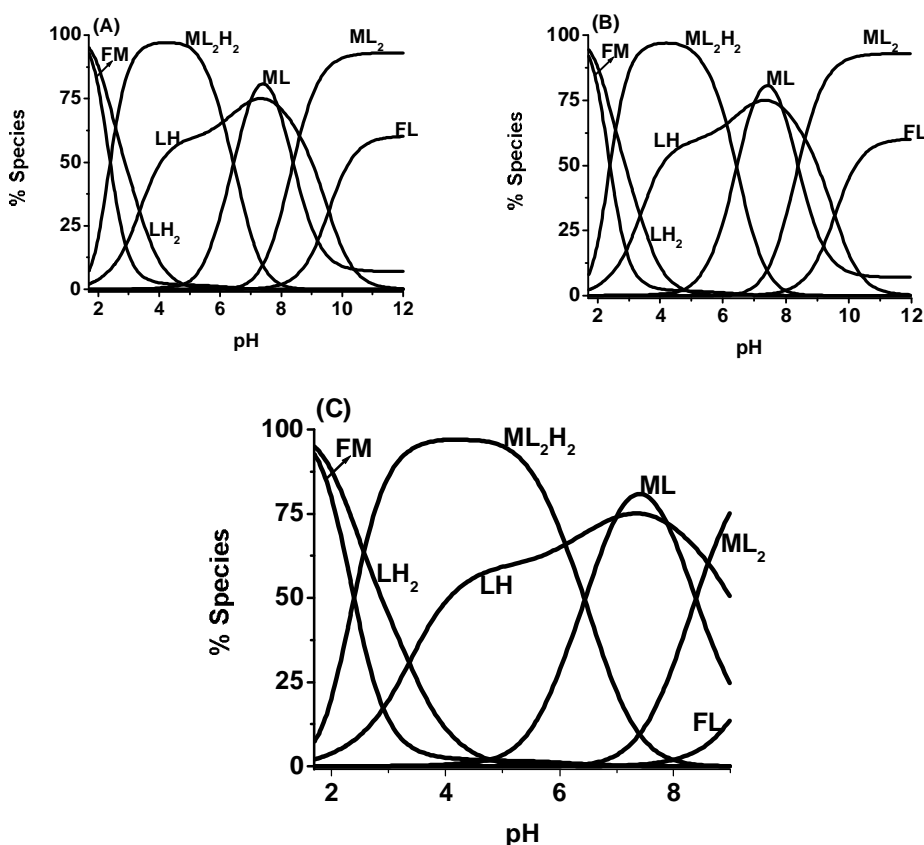 (A)
% Species
100
75
50
25
0
FM
ML₂H₂
LH
LH₂
ML
ML₂
FL
2 4 6 8 10 12
pH
(B)
% Species
100
75
50
25
0
FM
ML₂H₂
LH
LH₂
ML
ML₂
FL
2 4 6 8 10 12
pH
(C)
% Species
100
75
50
25
0
FM
ML₂H₂
LH₂
LH
ML
ML₂
FL
2 4 6 8
pH